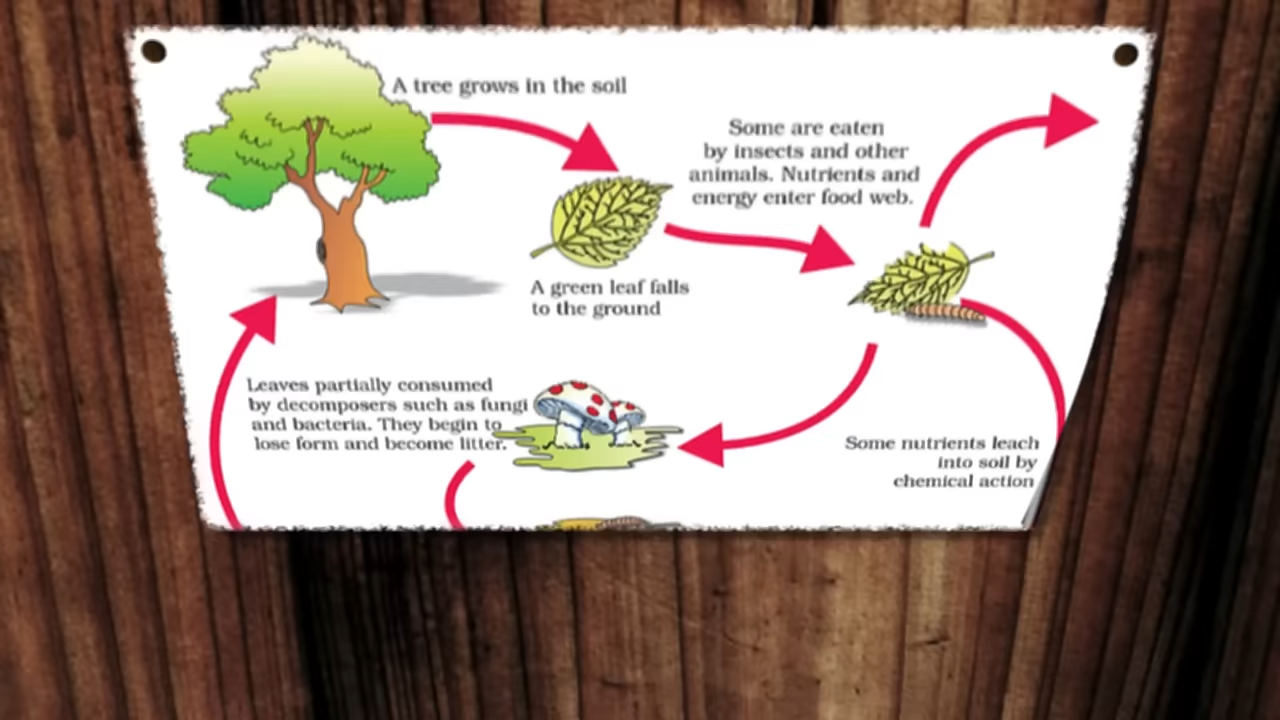 A tree grows in the soil
Some are eaten
by insects and other
animals. Nutrients and
energy enter food web.
A green leaf falls
to the ground
Leaves partially consumed
by decomposers such as fungi
and bacteria. They begin to
lose form and become litter.
Some nutrients leach
into soil by
chemical action